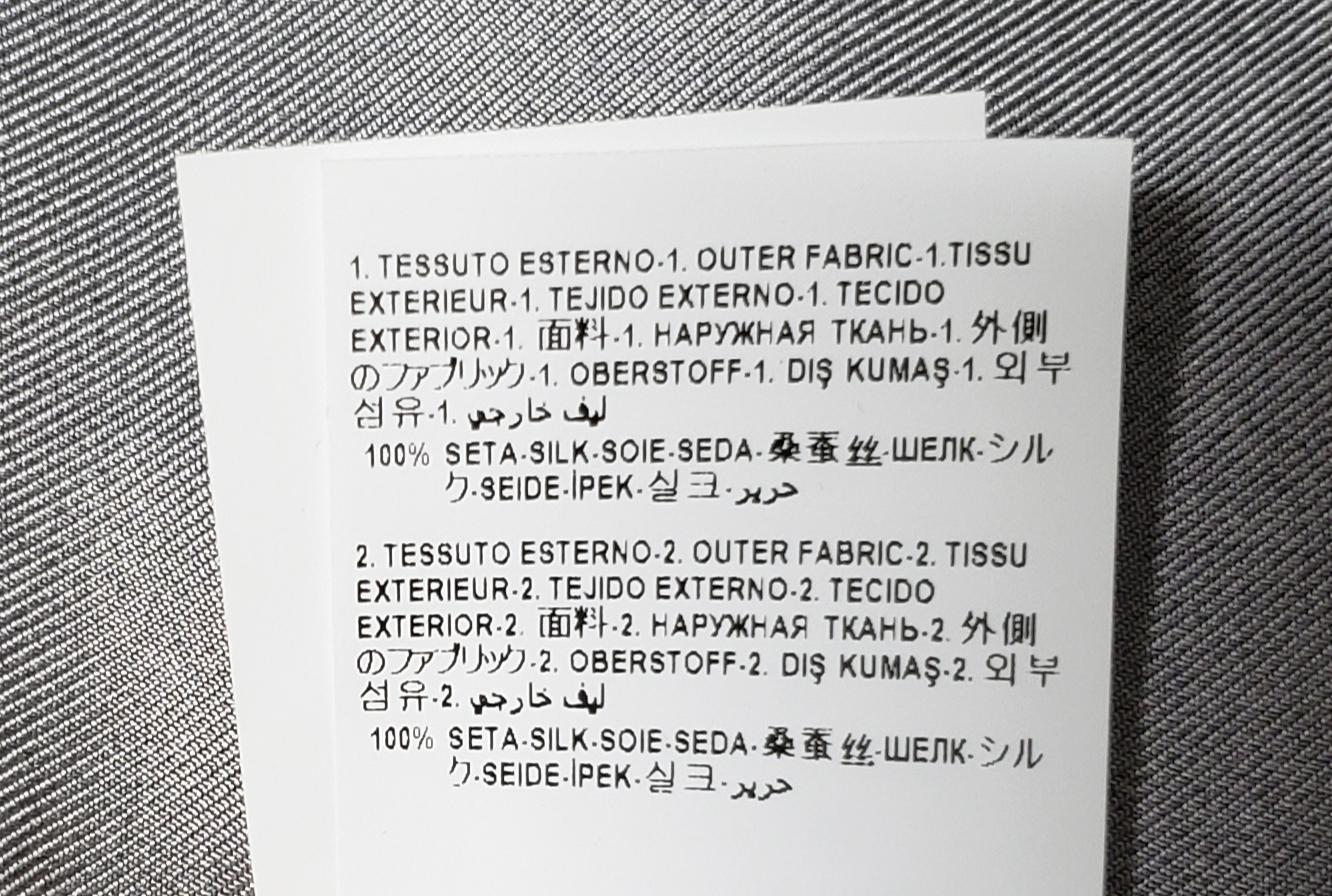 1. TESSUTO ESTERNO-1. OUTER FABRIC-1.TISSU
EXTERIEUR-1. TEJIDO EXTERNO-1. TECIDO
EXTERIOR-1. 面料-1. НАРУЖНАЯ ТКАНЬ-1. 外側
のファブリック-1. OBERSTOFF-1. DIŞ KUMAŞ-1. 외부
섬유-1. ليف خارجي
100% SETA-SILK-SOIE-SEDA-桑蚕丝-ШЕЛК-シル
ク-SEIDE-İPEK-실크-حرير
2. TESSUTO ESTERNO-2. OUTER FABRIC-2. TISSU
EXTERIEUR-2. TEJIDO EXTERNO-2. TECIDO
EXTERIOR-2. 面料-2. НАРУЖНАЯ ТКАНЬ-2. 外側
のファブリック-2. OBERSTOFF-2. DIŞ KUMAŞ-2. 외부
섬유-2. ليف خارجي
100% SETA-SILK-SOIE-SEDA-桑蚕丝-ШЕЛК-シル
ク-SEIDE-İPEK-실크-حرير